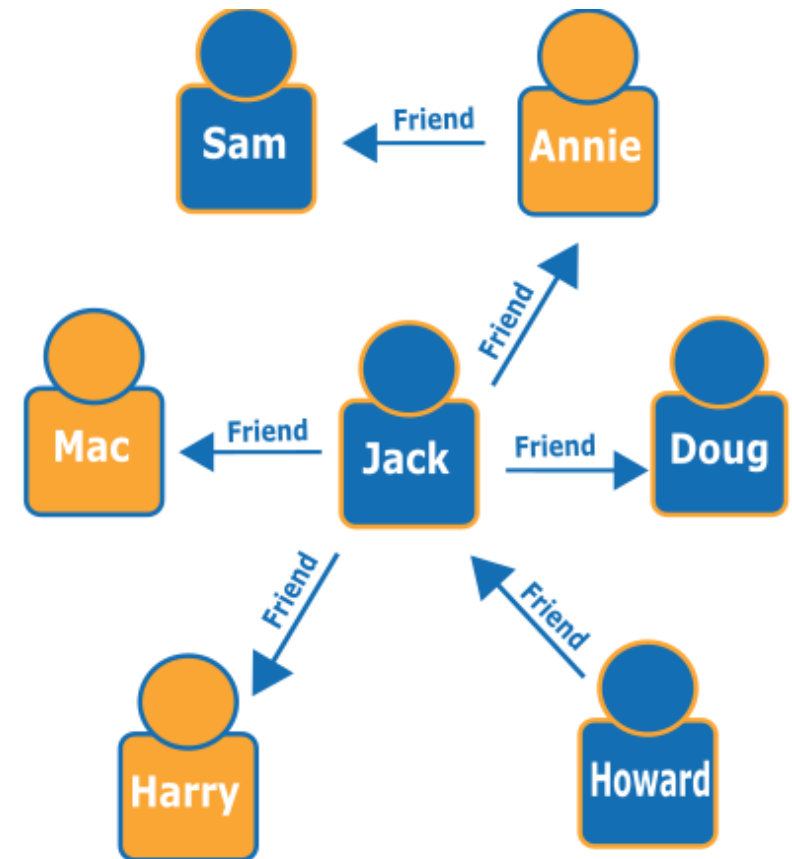 Sam
Friend
Annie
Friend
Mac
Friend
Jack
Friend
Doug
Friend
Friend
Harry
Howard